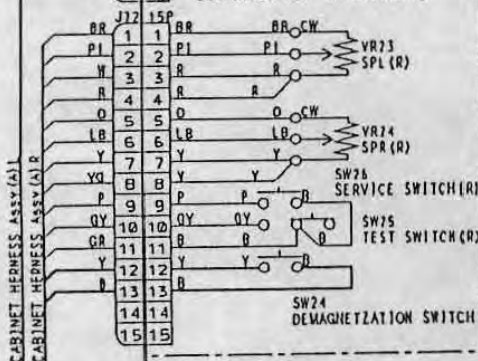 J12 15P
BR 1 1 BR BR CW
PI 2 2 PI PI VR23
SPL(R)
W 3 3 R R
R 4 4 R R
O 5 5 O O CW
LB 6 6 LB LB VR24
SPR(R)
Y 7 7 Y Y
YO 8 8 Y Y
SW26
SERVICE SWITCH(R)
P 9 9 P P B
GY 10 10 GY GY
SW25
TEST SWITCH(R)
GR 11 11 B B B
Y 12 12 Y Y B
13 13 B
SW24
DEMAGNETZATION SWITCH
14 14
15 15
CABINET HERNESS Assy(A)L
CABINET HERNESS Assy(A)R